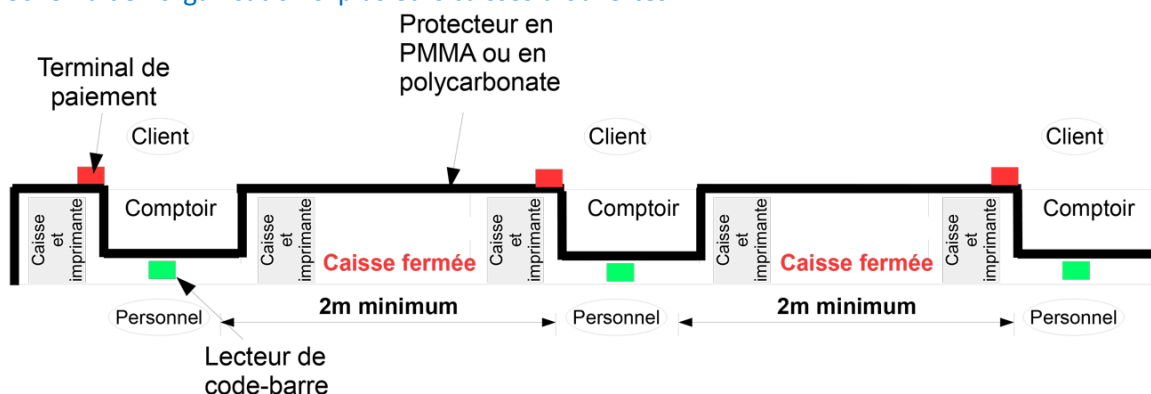 Protecteur en
PMMA ou en
polycarbonate
Terminal de
paiement
Client
Client
Client
Caisse
et
imprimante
Comptoir
Caisse
et
imprimante
Caisse fermée
Caisse
et
imprimante
Comptoir
Caisse
et
imprimante
Caisse fermée
Caisse
et
imprimante
Comptoir
Personnel
2m minimum
Personnel
2m minimum
Personnel
Lecteur de
code-barre